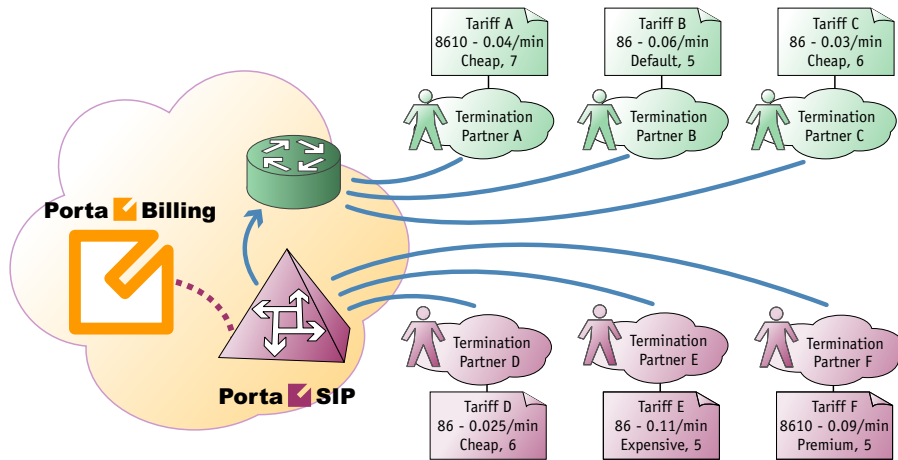 Tariff A
8610 - 0.04/min
Cheap, 7
Tariff B
86 - 0.06/min
Default, 5
Tariff C
86 - 0.03/min
Cheap, 6
Termination
Partner A
Termination
Partner B
Termination
Partner C
Porta Billing
Porta SIP
Termination
Partner D
Termination
Partner E
Termination
Partner F
Tariff D
86 - 0.025/min
Cheap, 6
Tariff E
86 - 0.11/min
Expensive, 5
Tariff F
8610 - 0.09/min
Premium, 5